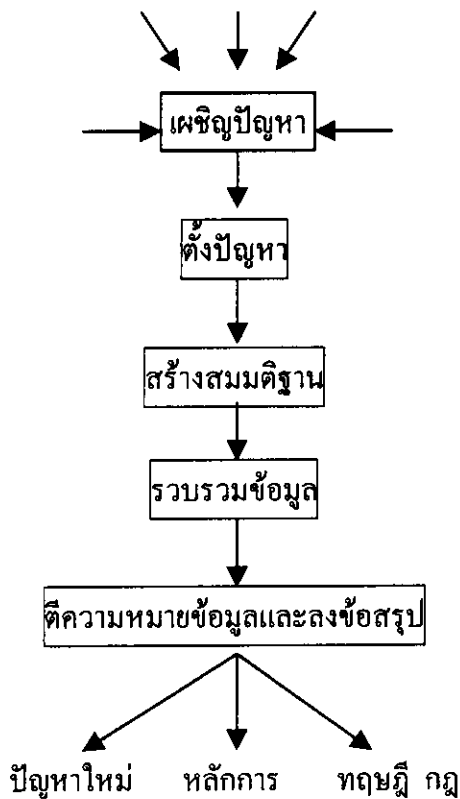 เผชิญปัญหา
ตั้งปัญหา
สร้างสมมติฐาน
รวบรวมข้อมูล
ตีความหมายข้อมูลและลงข้อสรุป
ปัญหาใหม่ หลักการ ทฤษฎี กฎ